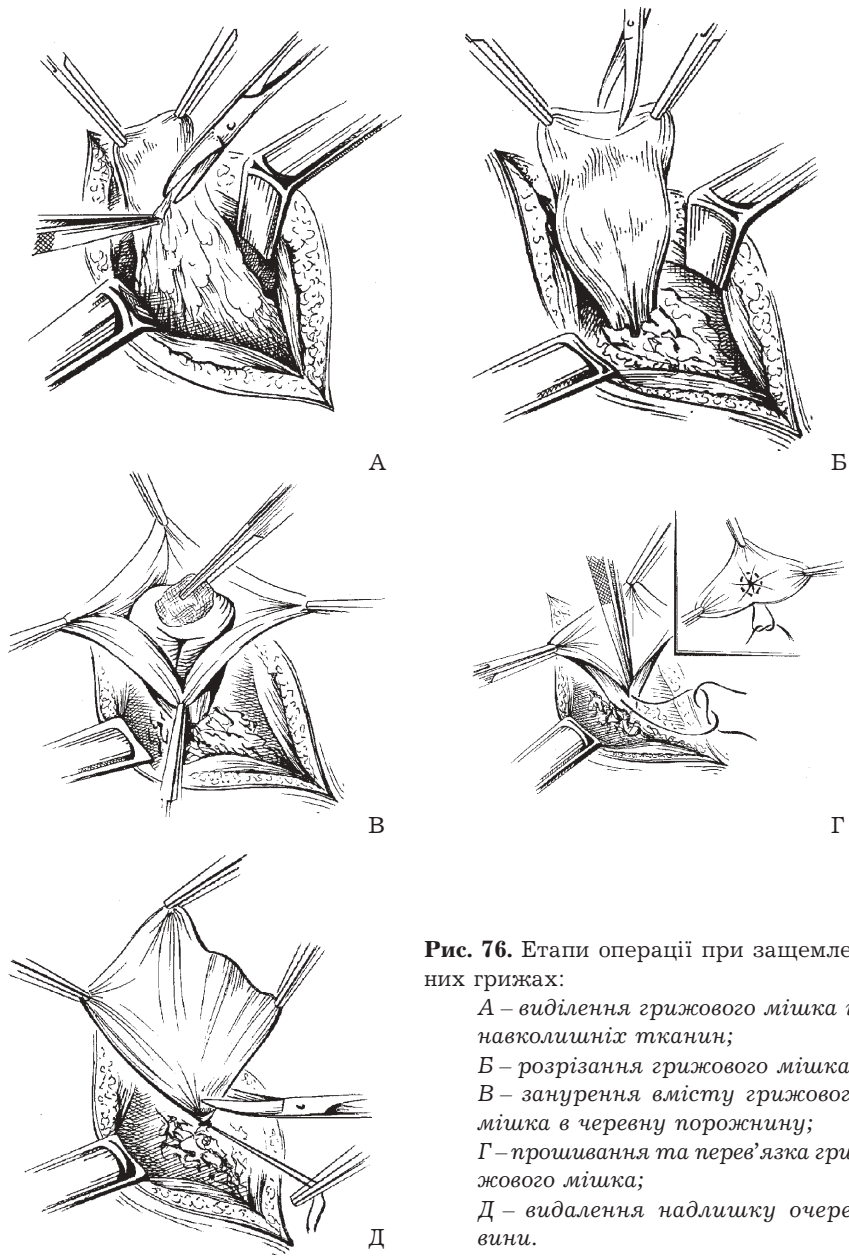 А
Б
В
Г
Д
Рис. 76. Етапи операції при защемле
них грижах:
А – виділення грижового мішка
навколишніх тканин;
Б – розрізання грижового мішка
В – занурення вмісту грижового
мішка в черевну порожнину;
Г – прошивання та перев’язка гри
жового мішка;
Д – видалення надлишку очере
вини.